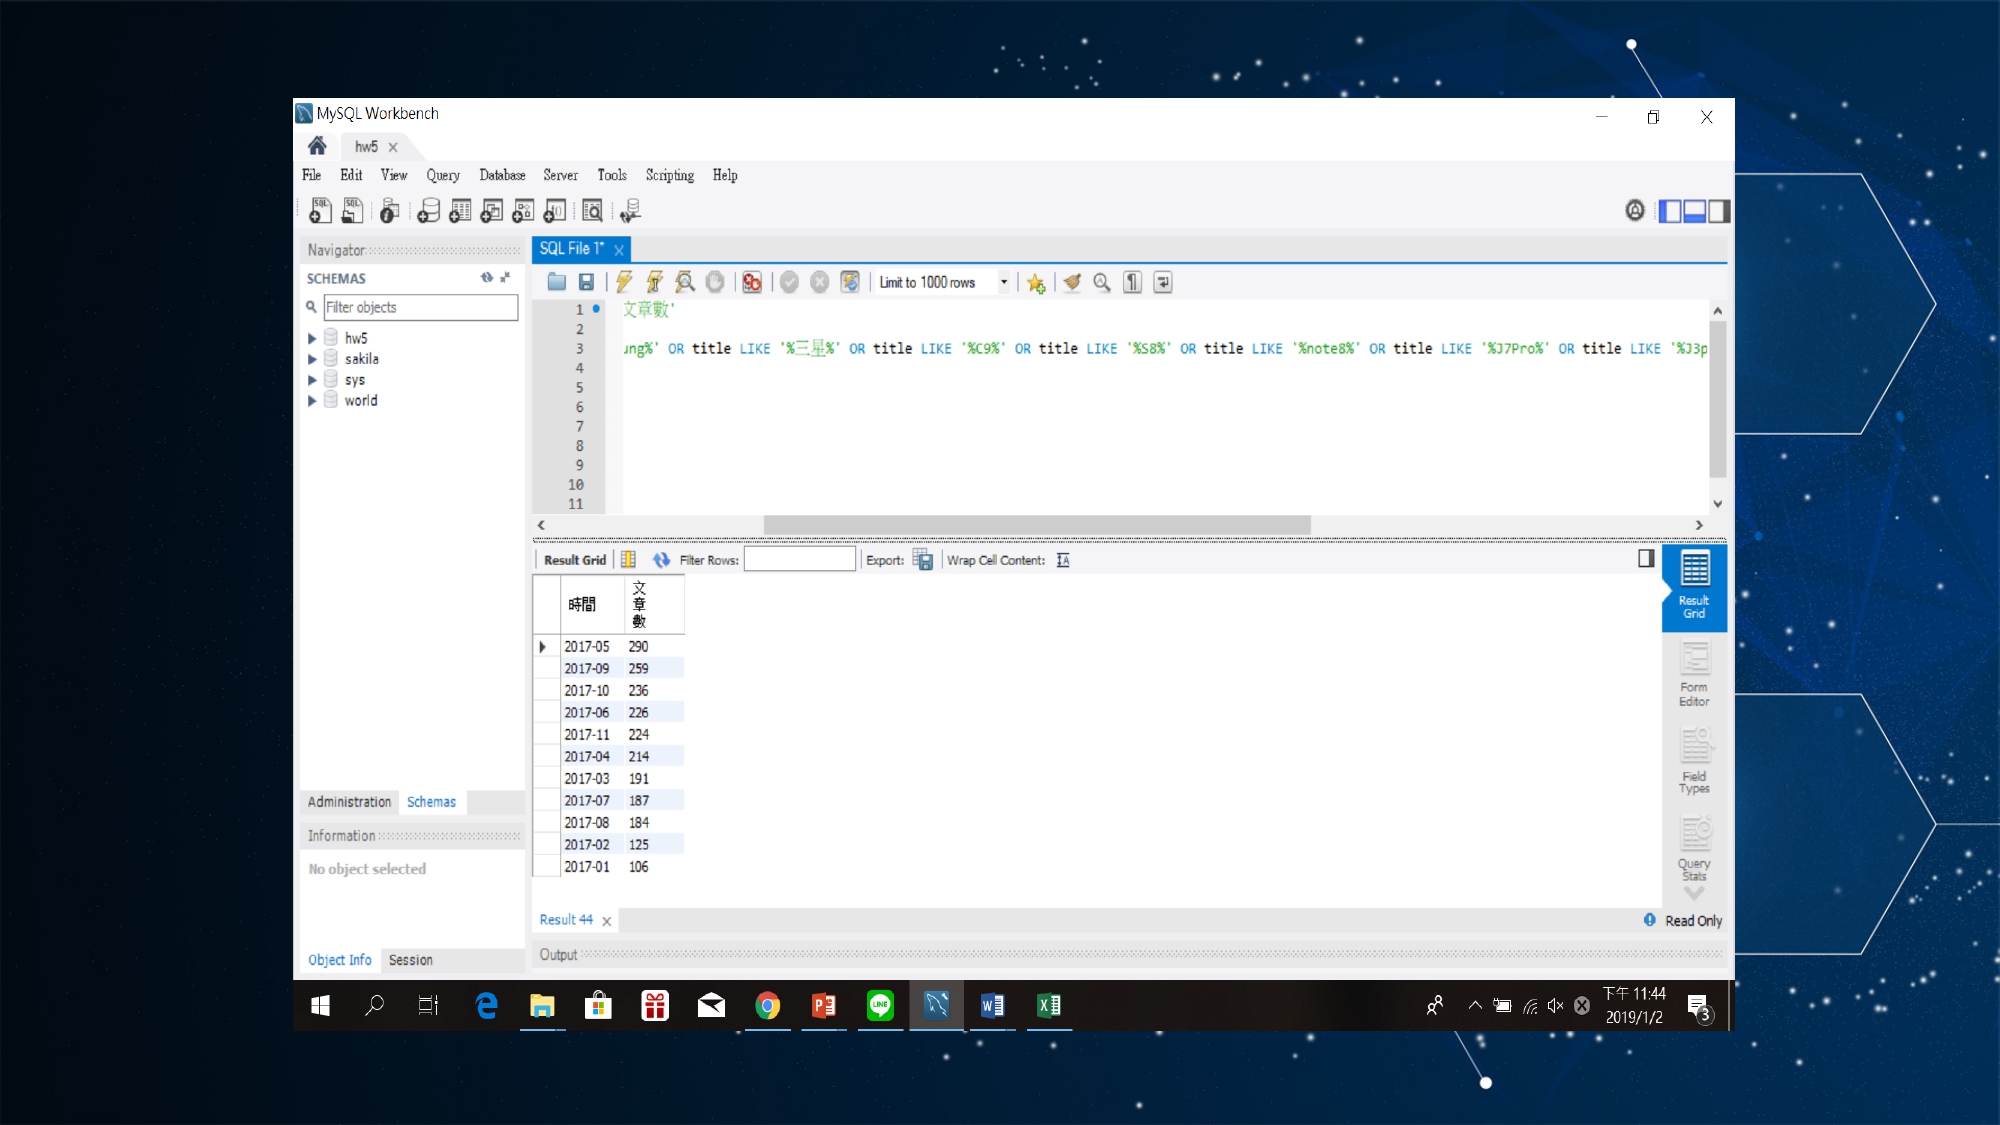 MySQL Workbench
hw5
File Edit View Query Database Server Tools Scripting Help
Navigator
SCHEMAS
Filter objects
hw5
sakila
sys
world
Administration Schemas
Information
No object selected
Object Info Session
SQL File 1*
Limit to 1000 rows
1 文章數'
2
3 ung%' OR title LIKE '%三星%' OR title LIKE '%C9%' OR title LIKE '%S8%' OR title LIKE '%note8%' OR title LIKE '%J7Pro%' OR title LIKE '%J3p
4
5
6
7
8
9
10
11
Result Grid Filter Rows: Export: Wrap Cell Content:
時間 文章數
2017-05 290
2017-09 259
2017-10 236
2017-06 226
2017-11 224
2017-04 214
2017-03 191
2017-07 187
2017-08 184
2017-02 125
2017-01 106
Result
Grid
Form
Editor
Field
Types
Query
Stats
Result 44
Read Only
Output
下午 11:44
2019/1/2
3